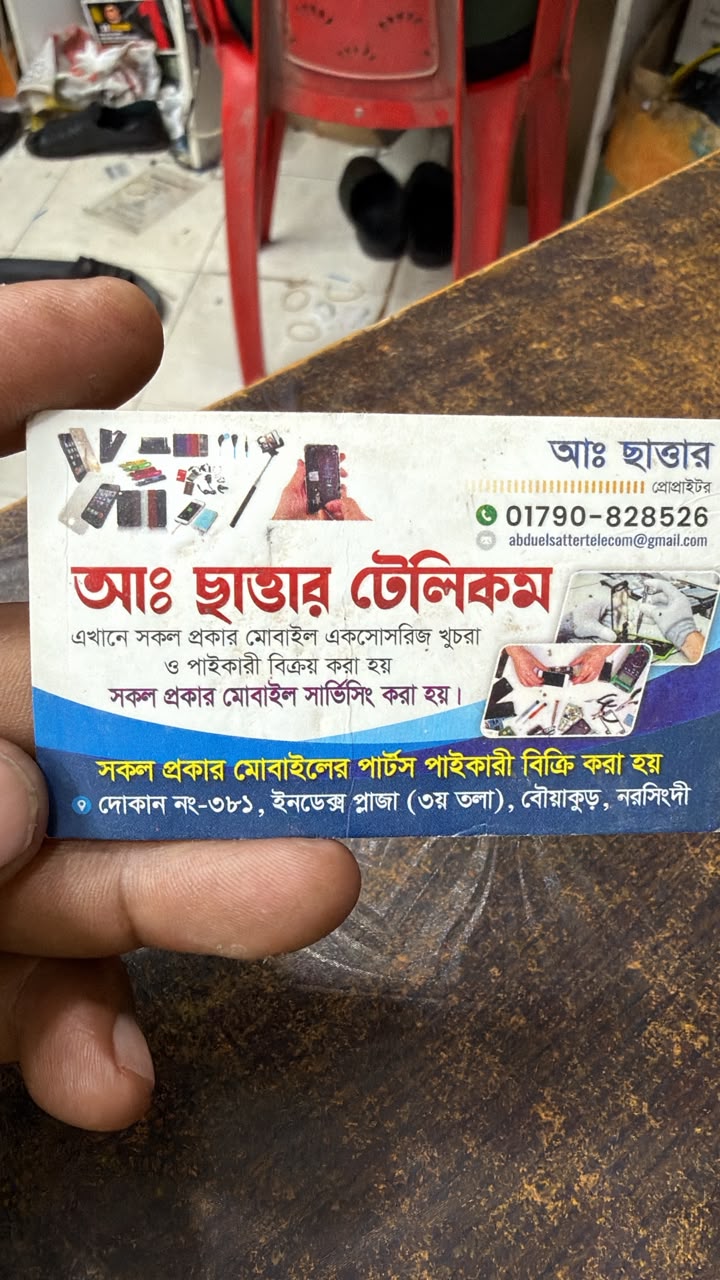 আঃ ছাত্তার
প্রোপ্রাইটর
01790-828526
abduelsattertelecom@gmail.com
আঃ ছাত্তার টেলিকম
এখানে সকল প্রকার মোবাইল একসোসরিজ খুচরা
ও পাইকারী বিক্রয় করা হয়
সকল প্রকার মোবাইল সার্ভিসিং করা হয়।
সকল প্রকার মোবাইলের পার্টস পাইকারী বিক্রি করা হয়
দোকান নং-৩৮১, ইনডেক্স প্লাজা (৩য় তলা), বৌয়াকুড়, নরসিংদী